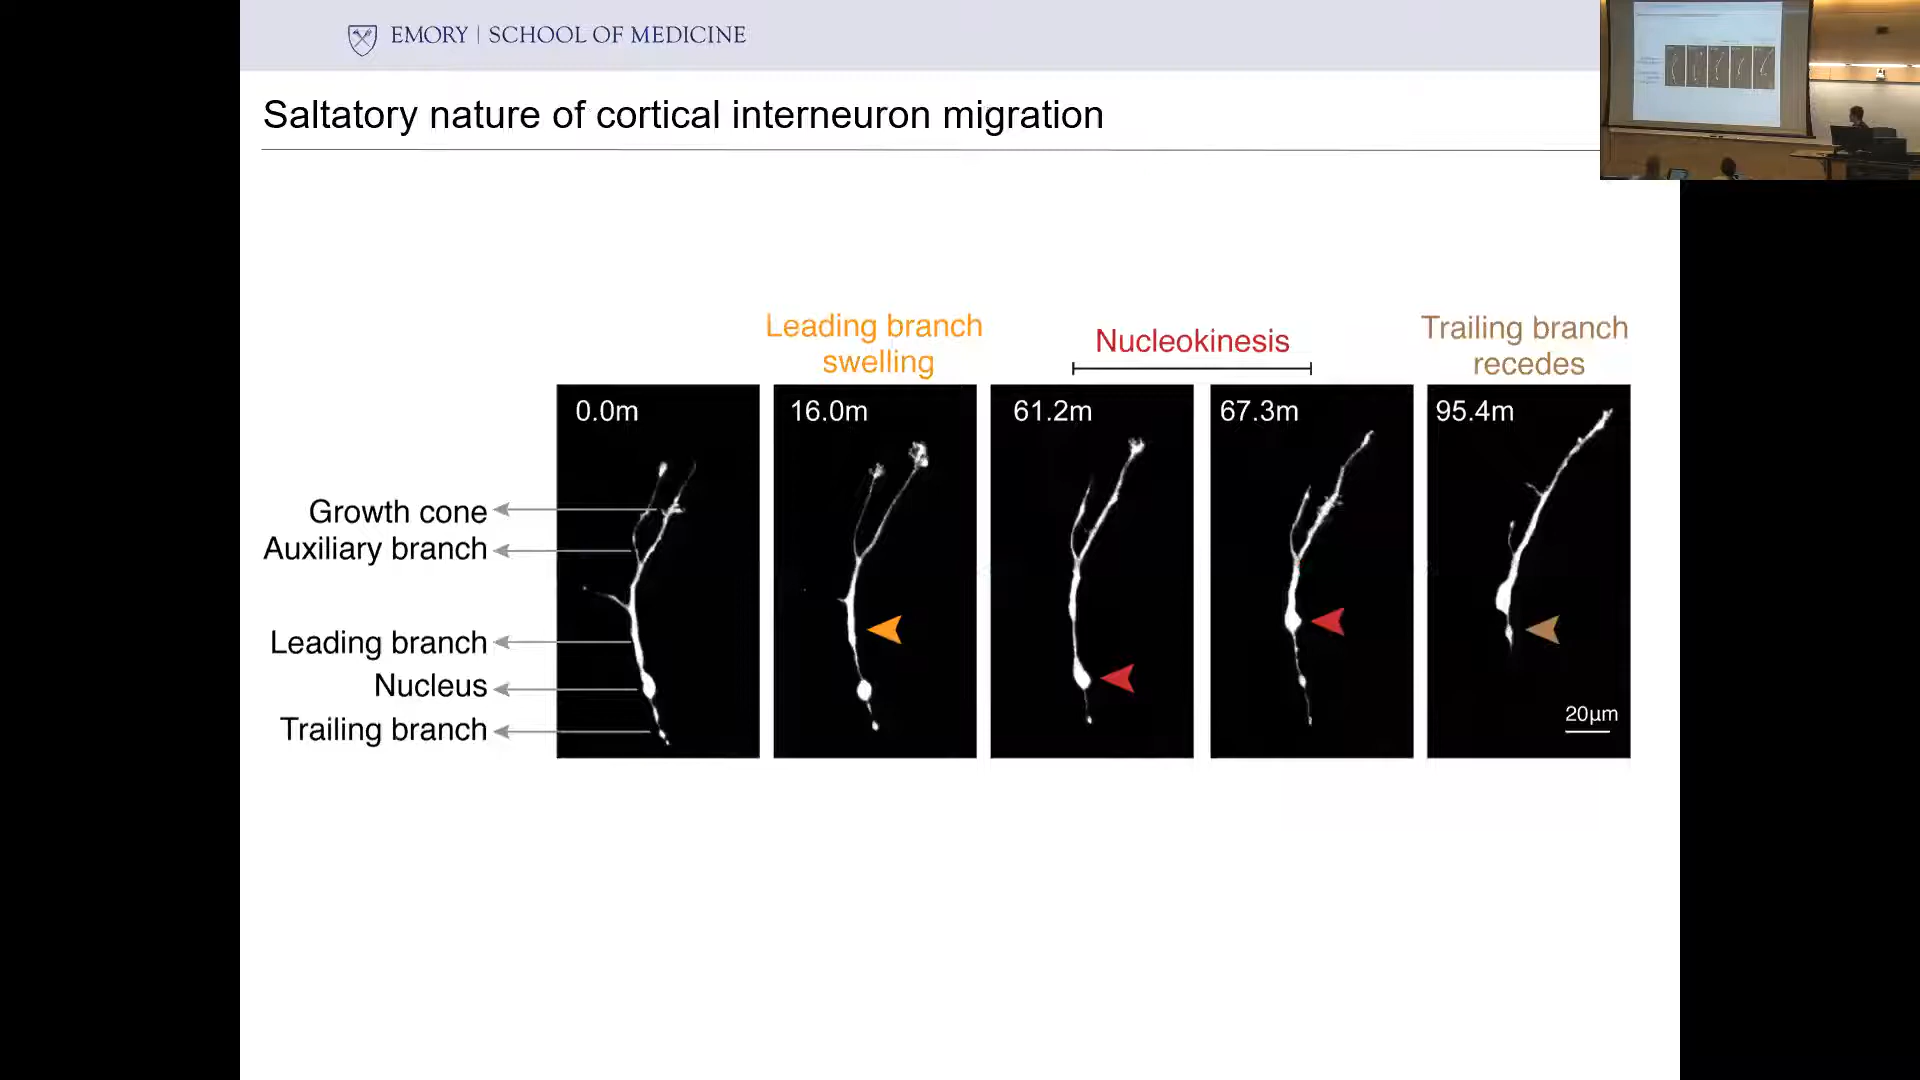 EMORY | SCHOOL OF MEDICINE
Saltatory nature of cortical interneuron migration
Leading branch
swelling
Nucleokinesis
Trailing branch
recedes
0.0m
16.0m
61.2m
67.3m
95.4m
Growth cone
Auxiliary branch
Leading branch
Nucleus
Trailing branch
20µm